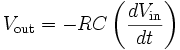 V_out = −RC (dV_in / dt)